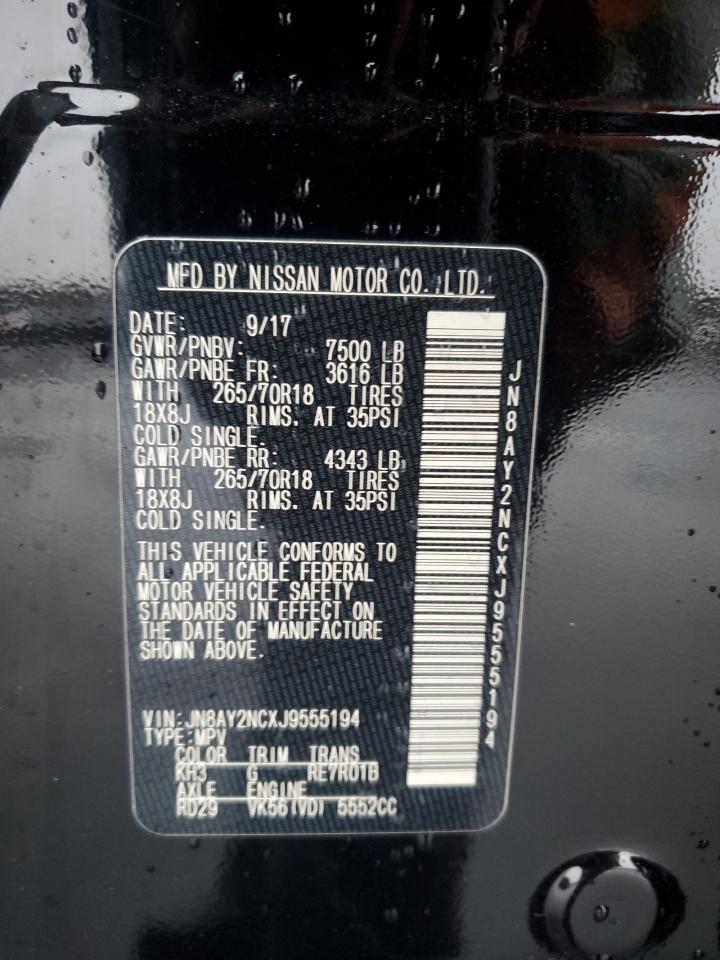 MFD BY NISSAN MOTOR CO.,LTD.
DATE: 9/17
GVWR/PNBV: 7500 LB
GAWR/PNBE FR: 3616 LB
WITH 265/70R18 TIRES
18X8J RIMS. AT 35PSI
COLD SINGLE.
GAWR/PNBE RR: 4343 LB
WITH 265/70R18 TIRES
18X8J RIMS. AT 35PSI
COLD SINGLE.
THIS VEHICLE CONFORMS TO
ALL APPLICABLE FEDERAL
MOTOR VEHICLE SAFETY
STANDARDS IN EFFECT ON
THE DATE OF MANUFACTURE
SHOWN ABOVE.
VIN:JN8AY2NCXJ9555194
TYPE:MPV
COLOR TRIM TRANS
KH3 G RE7R01B
AXLE ENGINE
RD29 VK56(VD) 5552CC
JN8AY2NCXJ9555194